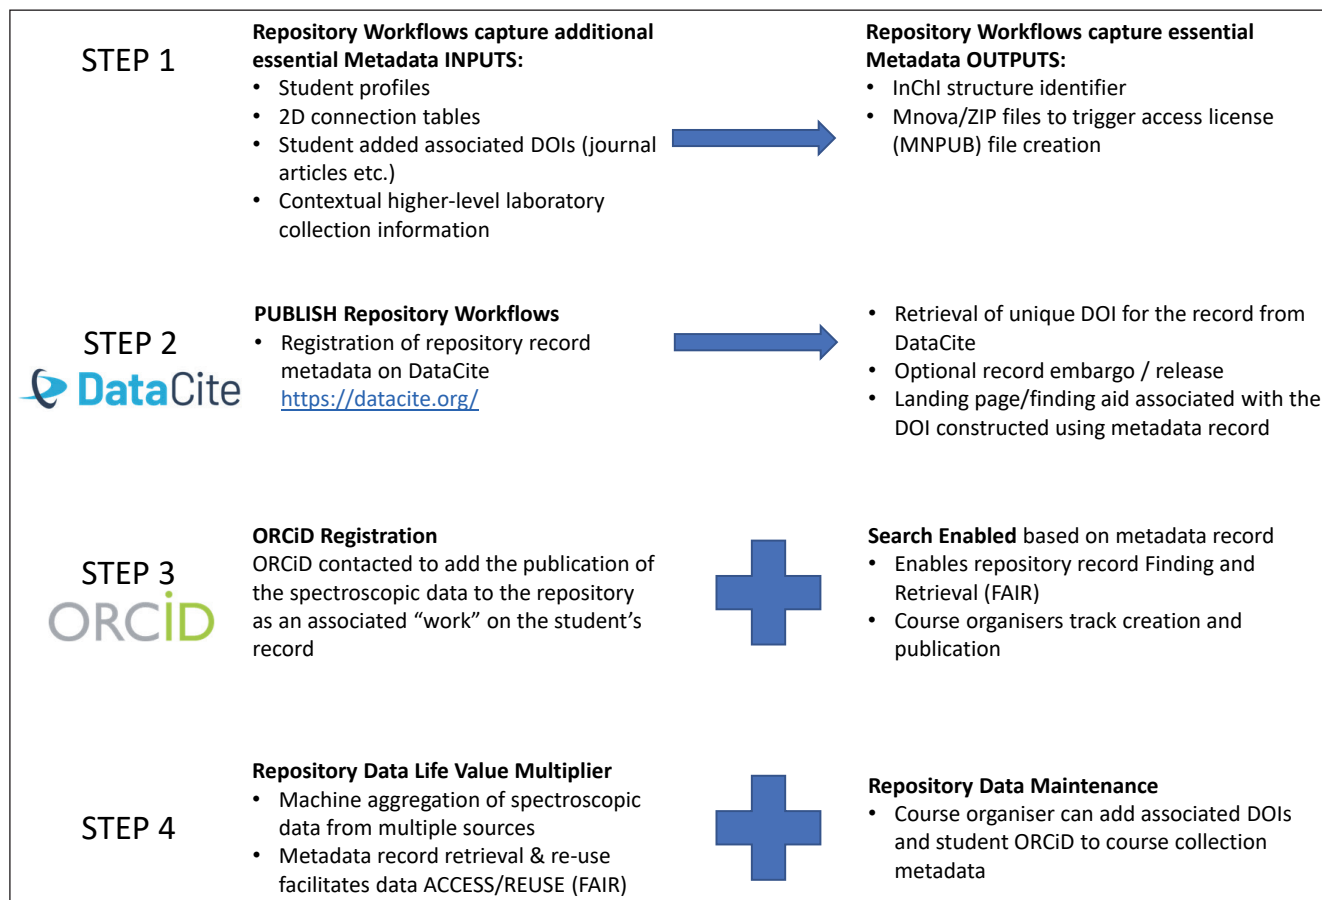 STEP 1
Repository Workflows capture additional
essential Metadata INPUTS:
• Student profiles
• 2D connection tables
• Student added associated DOIs (journal
articles etc.)
• Contextual higher-level laboratory
collection information
Repository Workflows capture essential
Metadata OUTPUTS:
• InChI structure identifier
• Mnova/ZIP files to trigger access license
(MNPUB) file creation
STEP 2
DataCite
PUBLISH Repository Workflows
• Registration of repository record
metadata on DataCite
https://datacite.org/
• Retrieval of unique DOI for the record from
DataCite
• Optional record embargo / release
• Landing page/finding aid associated with the
DOI constructed using metadata record
STEP 3
ORCiD
ORCiD Registration
ORCiD contacted to add the publication of
the spectroscopic data to the repository
as an associated “work” on the student’s
record
Search Enabled based on metadata record
• Enables repository record Finding and
Retrieval (FAIR)
• Course organisers track creation and
publication
STEP 4
Repository Data Life Value Multiplier
• Machine aggregation of spectroscopic
data from multiple sources
• Metadata record retrieval & re-use
facilitates data ACCESS/REUSE (FAIR)
Repository Data Maintenance
• Course organiser can add associated DOIs
and student ORCiD to course collection
metadata